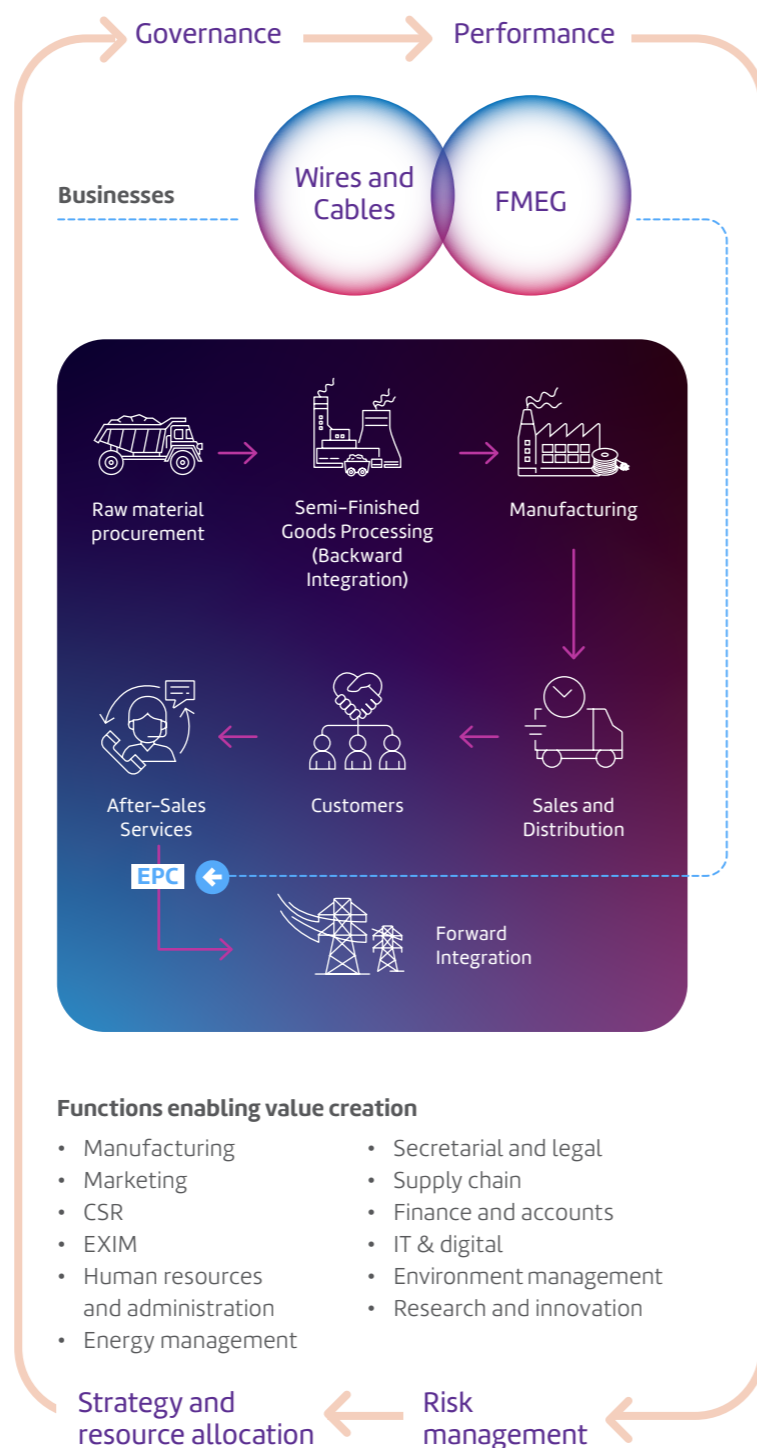 Governance
Performance
Businesses
Wires and
Cables
FMEG
Raw material
procurement
Semi-Finished
Goods Processing
(Backward
Integration)
Manufacturing
After-Sales
Services
Customers
Sales and
Distribution
EPC
Forward
Integration
Functions enabling value creation
• Manufacturing
• Marketing
• CSR
• EXIM
• Human resources
and administration
• Energy management
• Secretarial and legal
• Supply chain
• Finance and accounts
• IT & digital
• Environment management
• Research and innovation
Strategy and
resource allocation
Risk
management